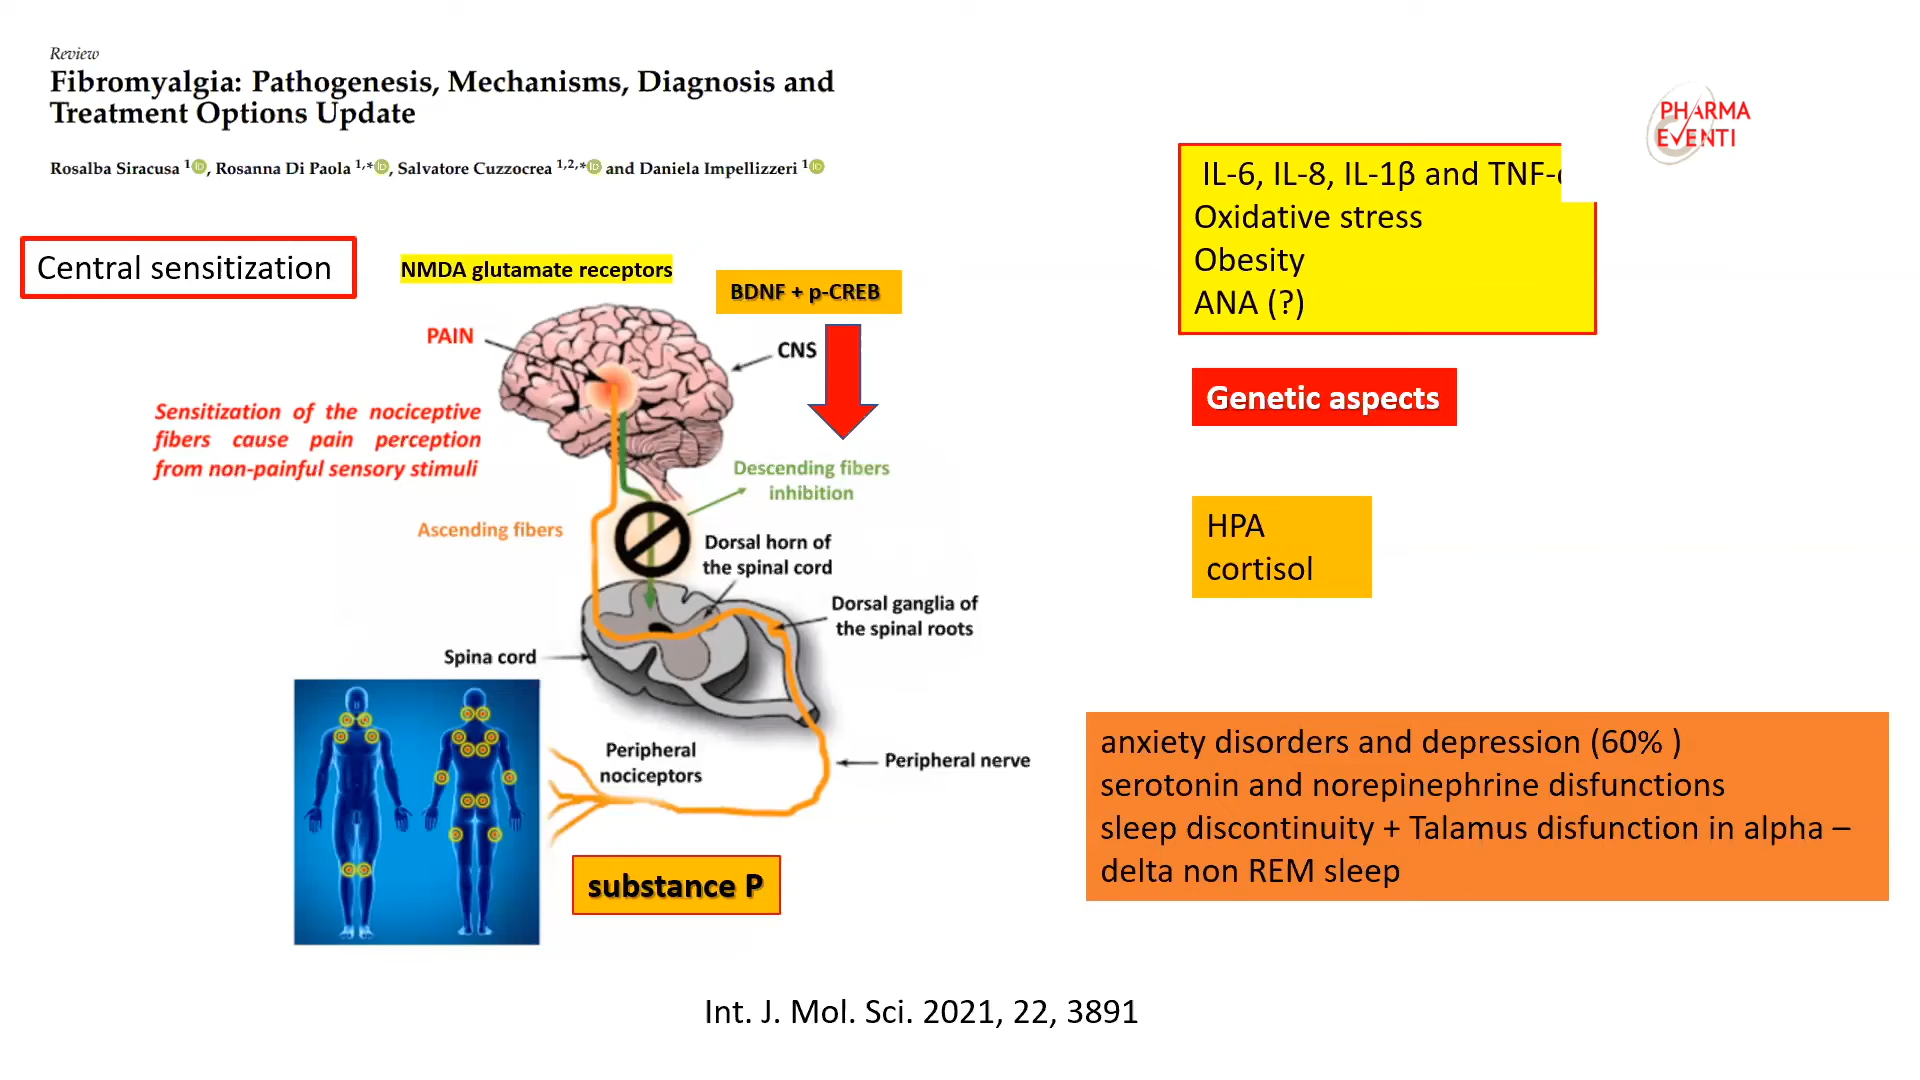 Review
Fibromyalgia: Pathogenesis, Mechanisms, Diagnosis and
Treatment Options Update
Rosalba Siracusa 1, Rosanna Di Paola 1,*, Salvatore Cuzzocrea 1,2,* and Daniela Impellizzeri 1
PHARMA
EVENTI
IL-6, IL-8, IL-1β and TNF-
Oxidative stress
Obesity
ANA (?)
Central sensitization
NMDA glutamate receptors
BDNF + p-CREB
PAIN
CNS
Genetic aspects
Sensitization of the nociceptive
fibers cause pain perception
from non-painful sensory stimuli
Descending fibers
inhibition
Ascending fibers
HPA
cortisol
Dorsal horn of
the spinal cord
Dorsal ganglia of
the spinal roots
Spina cord
Peripheral
nociceptors
Peripheral nerve
anxiety disorders and depression (60% )
serotonin and norepinephrine disfunctions
sleep discontinuity + Talamus disfunction in alpha –
delta non REM sleep
substance P
Int. J. Mol. Sci. 2021, 22, 3891